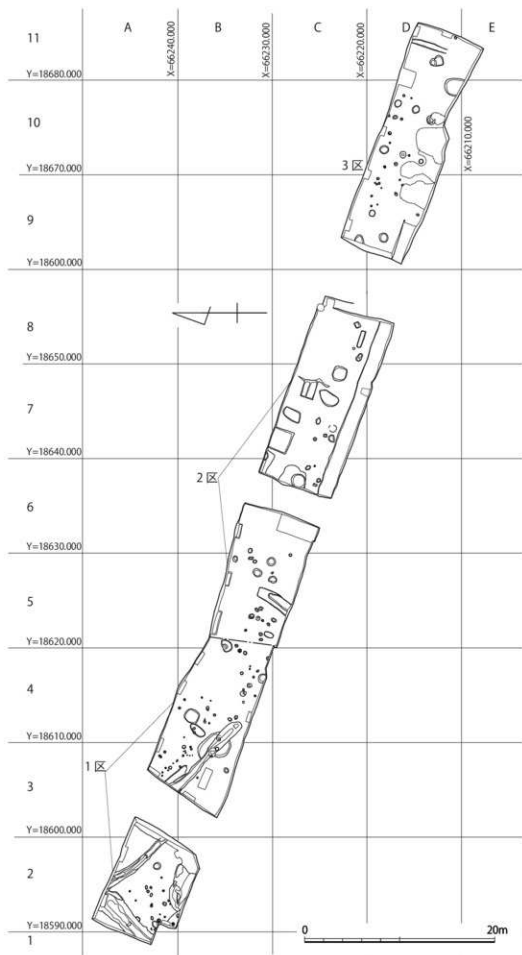 A B C D E
X=66240.000
X=66230.000
X=66220.000
X=66210.000
11
Y=18680.000
10
3区
Y=18670.000
9
Y=18600.000
8
Y=18650.000
7
Y=18640.000
2区
6
Y=18630.000
5
Y=18620.000
4
Y=18610.000
1区
3
Y=18600.000
2
Y=18590.000
1
0 20m